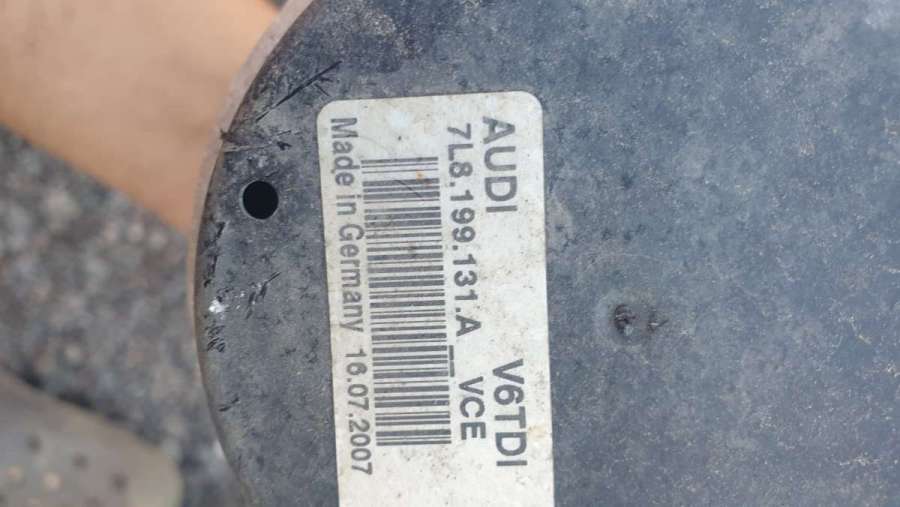 AUDI V6TDI
7L8.199.131.A VCE
Made in Germany 16.07.2007